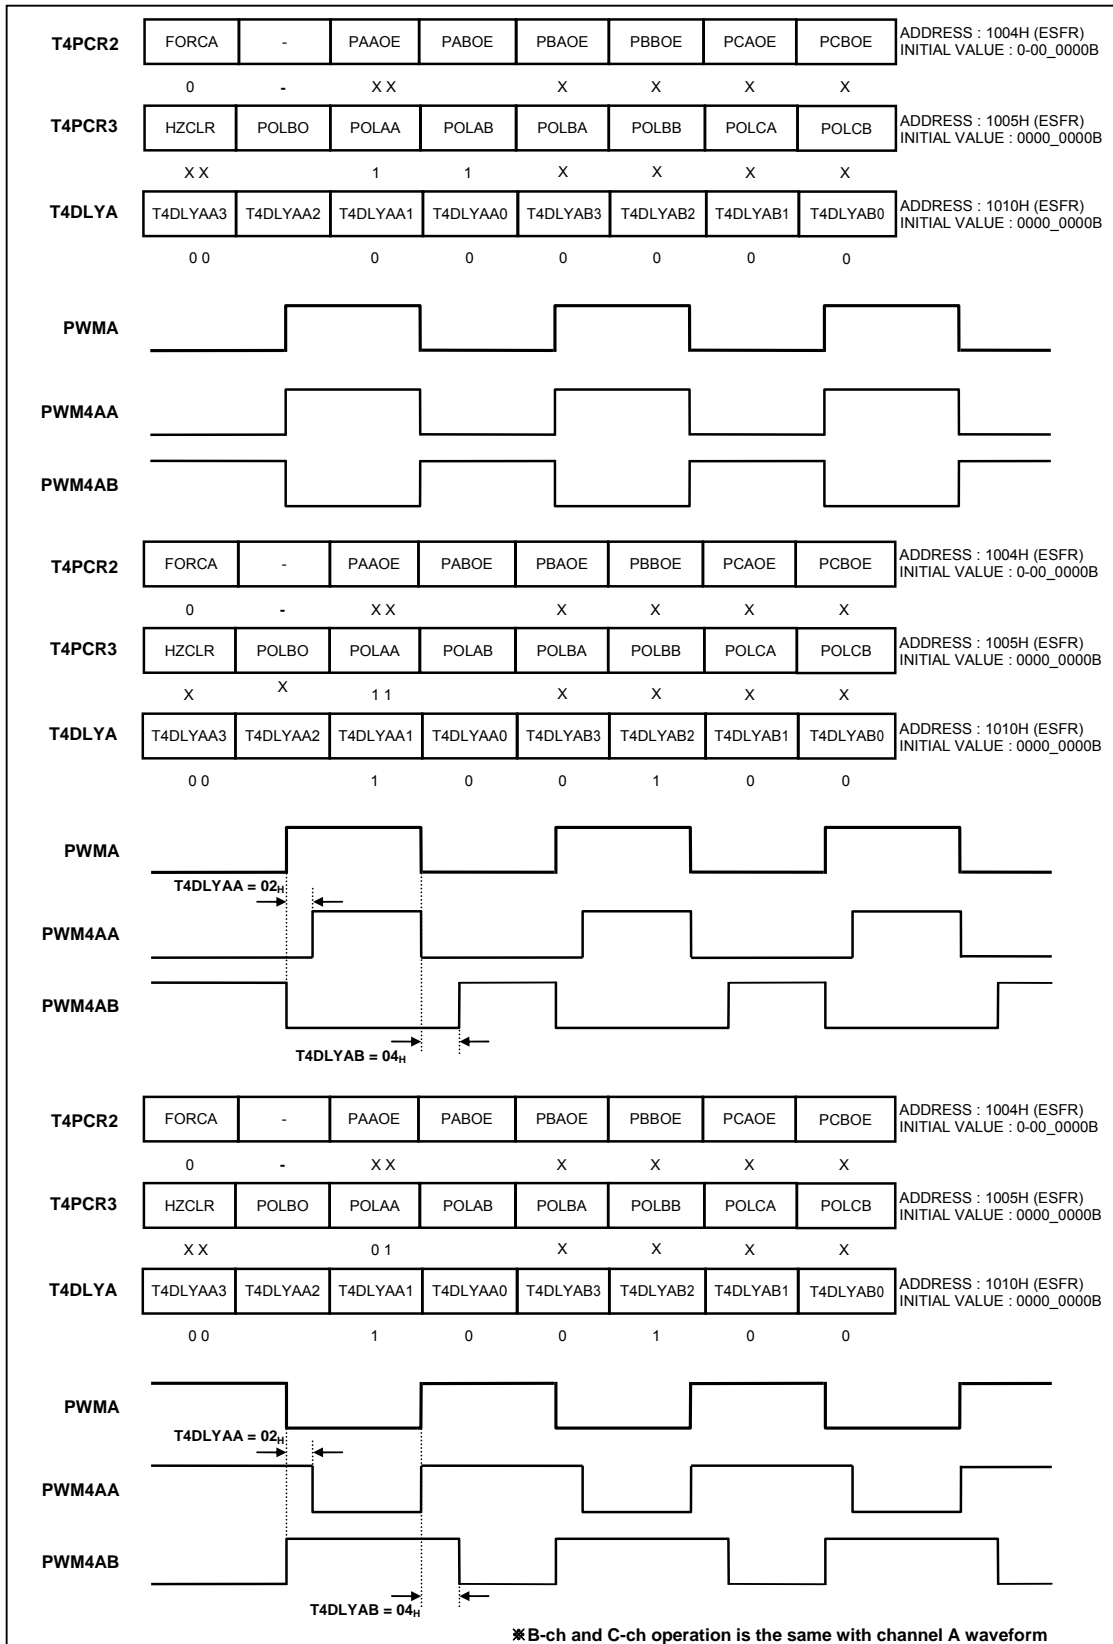 T4PCR2 FORCA - PAAOE PABOE PBAOE PBBOE PCAOE PCBOE ADDRESS : 1004H (ESFR)
INITIAL VALUE : 0-00_0000B
0 - X X X X X X
T4PCR3 HZCLR POLBO POLAA POLAB POLBA POLBB POLCA POLCB ADDRESS : 1005H (ESFR)
INITIAL VALUE : 0000_0000B
X X 1 1 X X X X
T4DLYA T4DLYAA3 T4DLYAA2 T4DLYAA1 T4DLYAA0 T4DLYAB3 T4DLYAB2 T4DLYAB1 T4DLYAB0 ADDRESS : 1010H (ESFR)
INITIAL VALUE : 0000_0000B
0 0 0 0 0 0 0 0
PWMA
PWM4AA
PWM4AB
T4PCR2 FORCA - PAAOE PABOE PBAOE PBBOE PCAOE PCBOE ADDRESS : 1004H (ESFR)
INITIAL VALUE : 0-00_0000B
0 - X X X X X X
T4PCR3 HZCLR POLBO POLAA POLAB POLBA POLBB POLCA POLCB ADDRESS : 1005H (ESFR)
INITIAL VALUE : 0000_0000B
X X 1 1 X X X X
T4DLYA T4DLYAA3 T4DLYAA2 T4DLYAA1 T4DLYAA0 T4DLYAB3 T4DLYAB2 T4DLYAB1 T4DLYAB0 ADDRESS : 1010H (ESFR)
INITIAL VALUE : 0000_0000B
0 0 1 0 0 1 0 0
PWMA
T4DLYAA = 02H
PWM4AA
PWM4AB
T4DLYAB = 04H
T4PCR2 FORCA - PAAOE PABOE PBAOE PBBOE PCAOE PCBOE ADDRESS : 1004H (ESFR)
INITIAL VALUE : 0-00_0000B
0 - X X X X X X
T4PCR3 HZCLR POLBO POLAA POLAB POLBA POLBB POLCA POLCB ADDRESS : 1005H (ESFR)
INITIAL VALUE : 0000_0000B
X X 0 1 X X X X
T4DLYA T4DLYAA3 T4DLYAA2 T4DLYAA1 T4DLYAA0 T4DLYAB3 T4DLYAB2 T4DLYAB1 T4DLYAB0 ADDRESS : 1010H (ESFR)
INITIAL VALUE : 0000_0000B
0 0 1 0 0 1 0 0
PWMA
T4DLYAA = 02H
PWM4AA
PWM4AB
T4DLYAB = 04H
※B-ch and C-ch operation is the same with channel A waveform